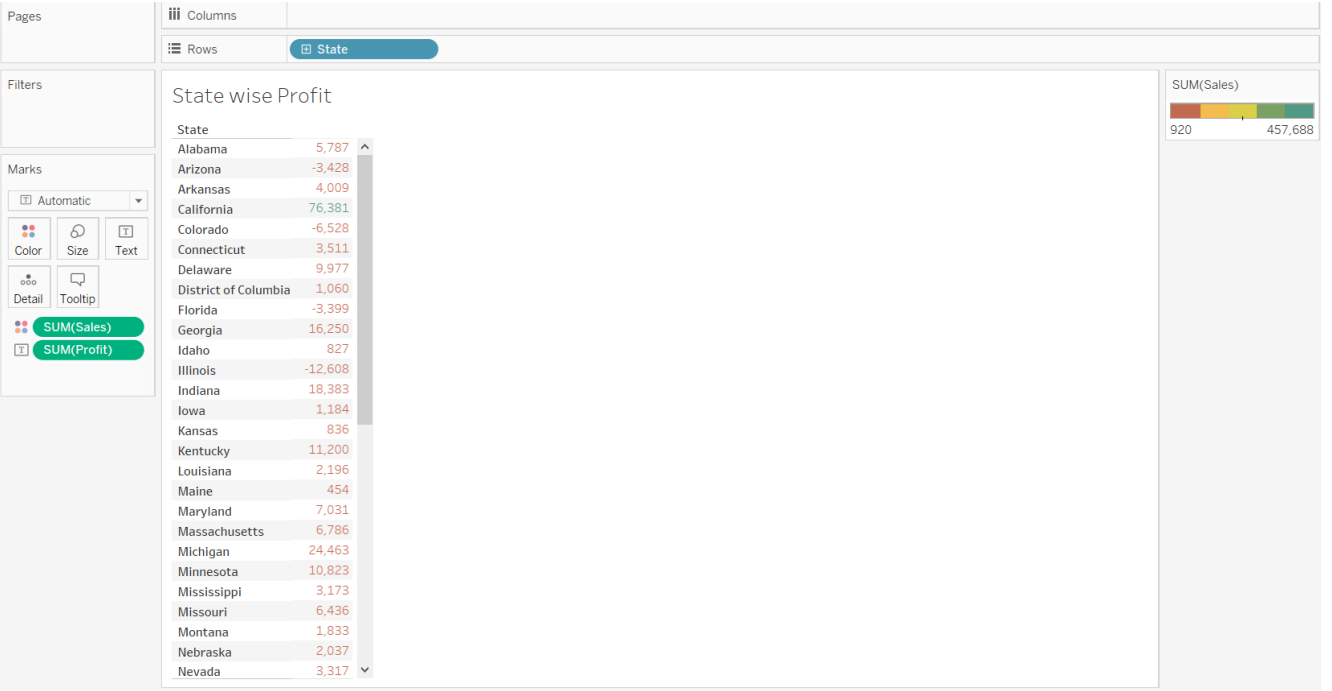 Pages
Columns
Rows
State
Filters
Marks
Automatic
Color
Size
Text
Detail
Tooltip
SUM(Sales)
SUM(Profit)
State wise Profit
State
Alabama 5,787
Arizona -3,428
Arkansas 4,009
California 76,381
Colorado -6,528
Connecticut 3,511
Delaware 9,977
District of Columbia 1,060
Florida -3,399
Georgia 16,250
Idaho 827
Illinois -12,608
Indiana 18,383
Iowa 1,184
Kansas 836
Kentucky 11,200
Louisiana 2,196
Maine 454
Maryland 7,031
Massachusetts 6,786
Michigan 24,463
Minnesota 10,823
Mississippi 3,173
Missouri 6,436
Montana 1,833
Nebraska 2,037
Nevada 3,317
SUM(Sales)
920 457,688